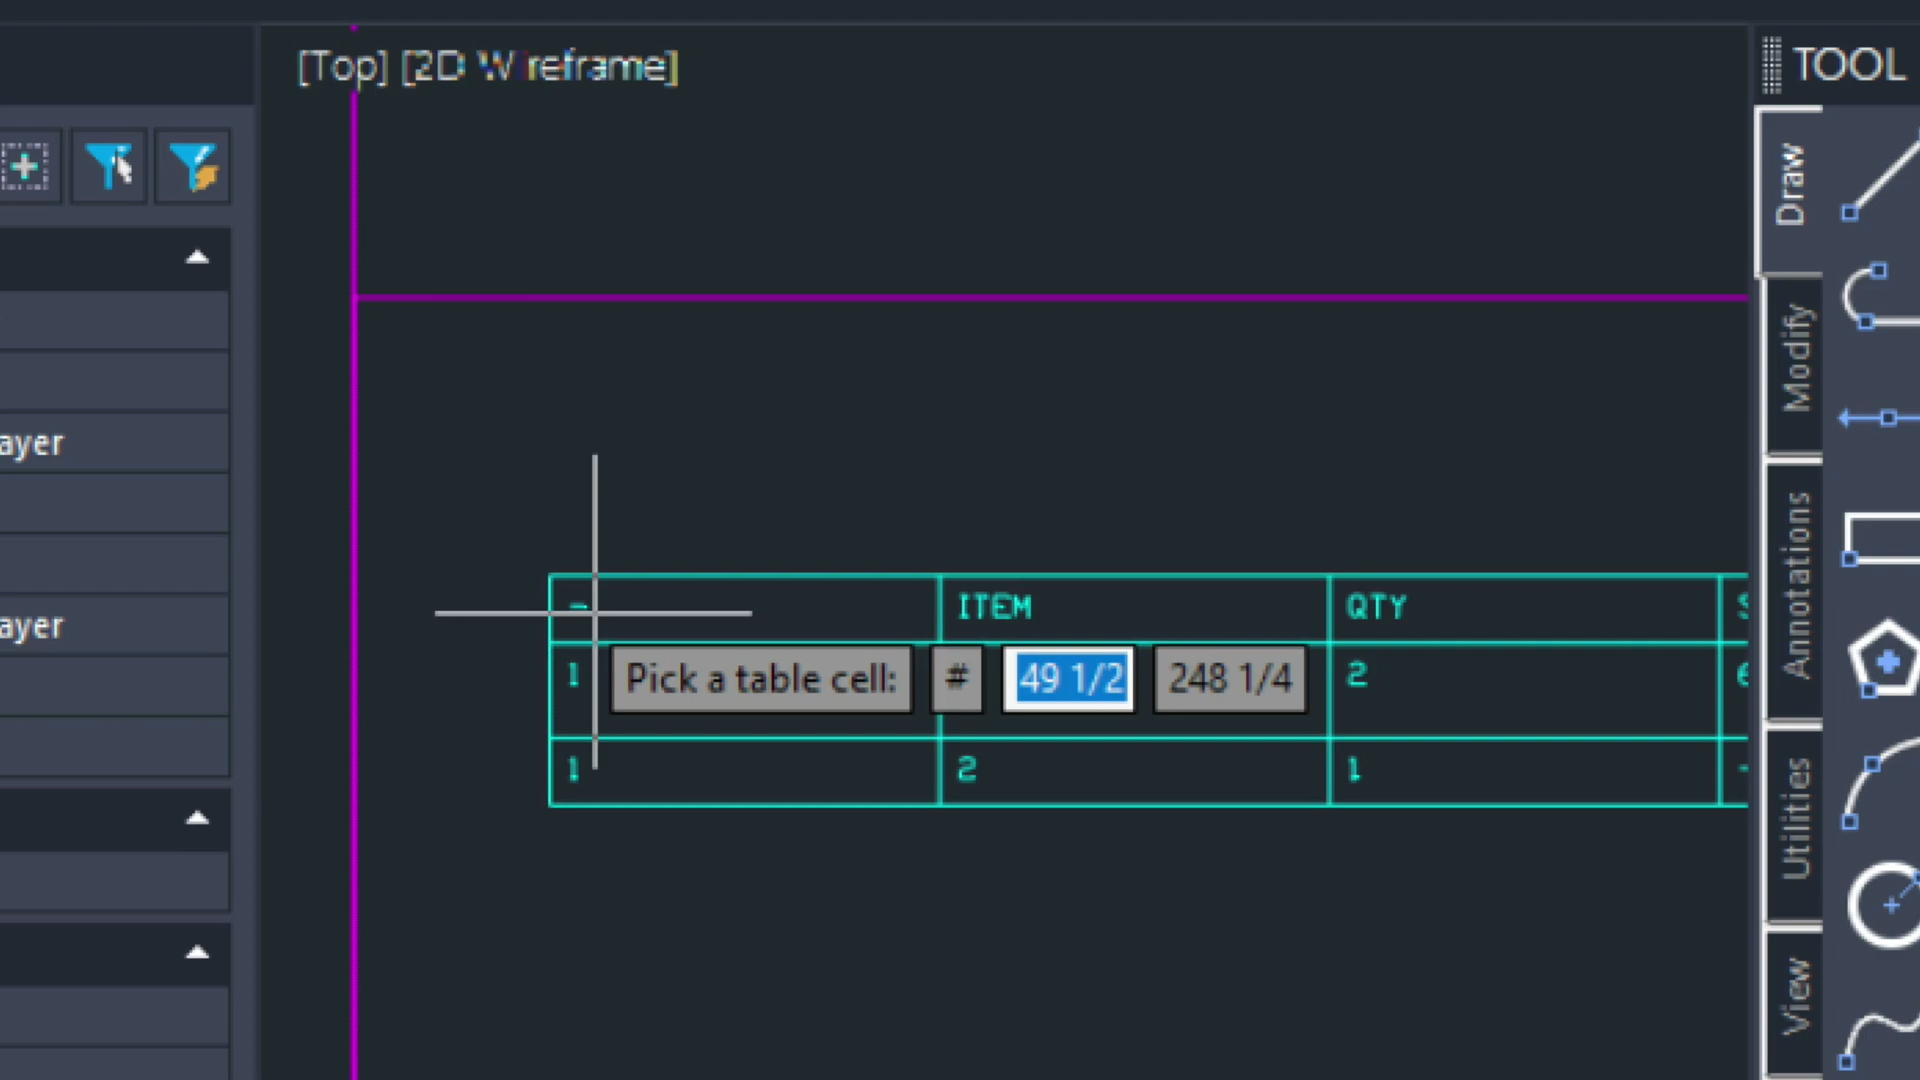 [Top] [2D Wireframe]
TOOL
Draw
Modify
ayer
Annotations
- ITEM QTY
ayer
1 Pick a table cell: # 49 1/2 248 1/4 2
1 2 1
Utilities
View